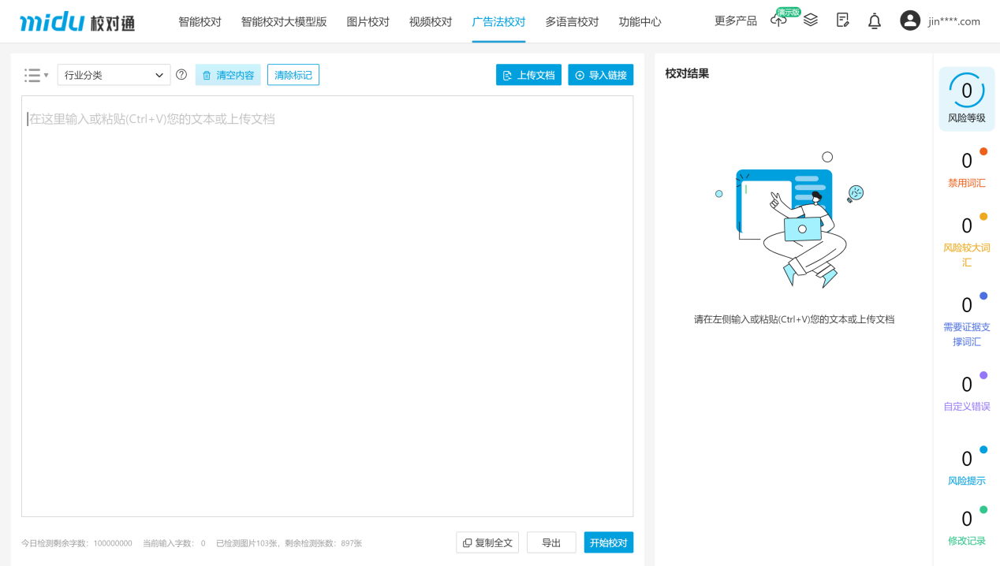 midu 校对通
智能校对 智能校对大模型版 图片校对 视频校对 广告法校对 多语言校对 功能中心 更多产品 演示版 jin****.com
行业分类 清空内容 清除标记 上传文档 导入链接
在这里输入或粘贴(Ctrl+V)您的文本或上传文档
今日检测剩余字数: 100000000 当前输入字数: 0 已检测图片103张，剩余检测张数: 897张
复制全文 导出 开始校对
校对结果
请在左侧输入或粘贴(Ctrl+V)您的文本或上传文档
0
风险等级
0
禁用词汇
0
风险较大词
汇
0
需要证据支
撑词汇
0
自定义错误
0
风险提示
0
修改记录